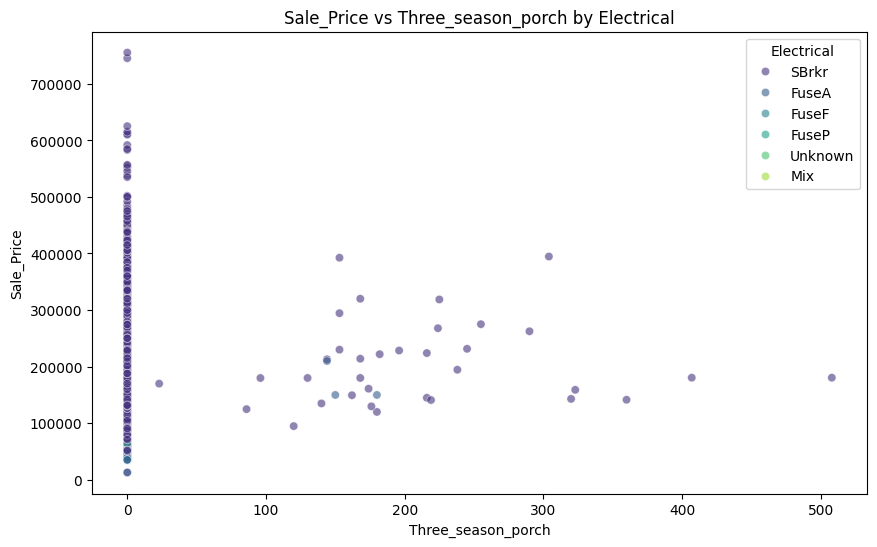 Sale_Price vs Three_season_porch by Electrical
Electrical
SBrkr
FuseA
FuseF
FuseP
Unknown
Mix
700000
600000
500000
400000
300000
200000
100000
0
Sale_Price
0 100 200 300 400 500
Three_season_porch